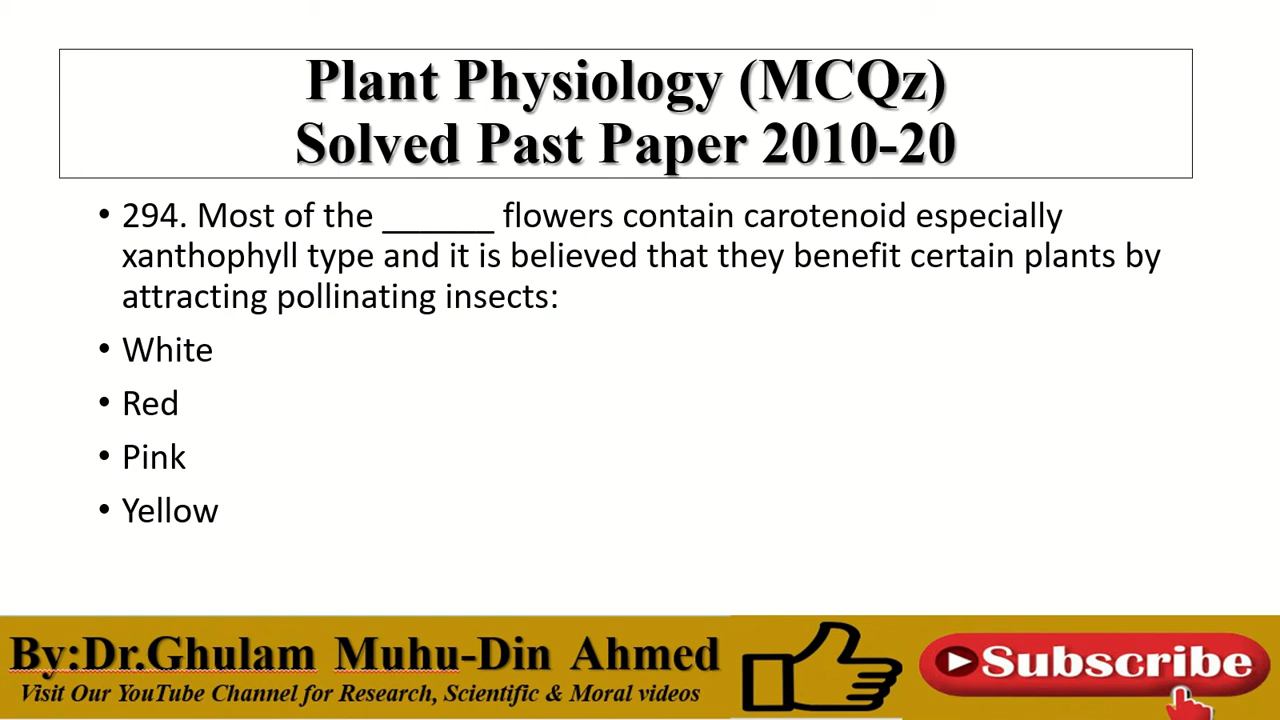 Plant Physiology (MCQz)
Solved Past Paper 2010-20
• 294. Most of the ______ flowers contain carotenoid especially
xanthophyll type and it is believed that they benefit certain plants by
attracting pollinating insects:
• White
• Red
• Pink
• Yellow
By:Dr.Ghulam Muhu-Din Ahmed
Visit Our YouTube Channel for Research, Scientific & Moral videos
Subscribe